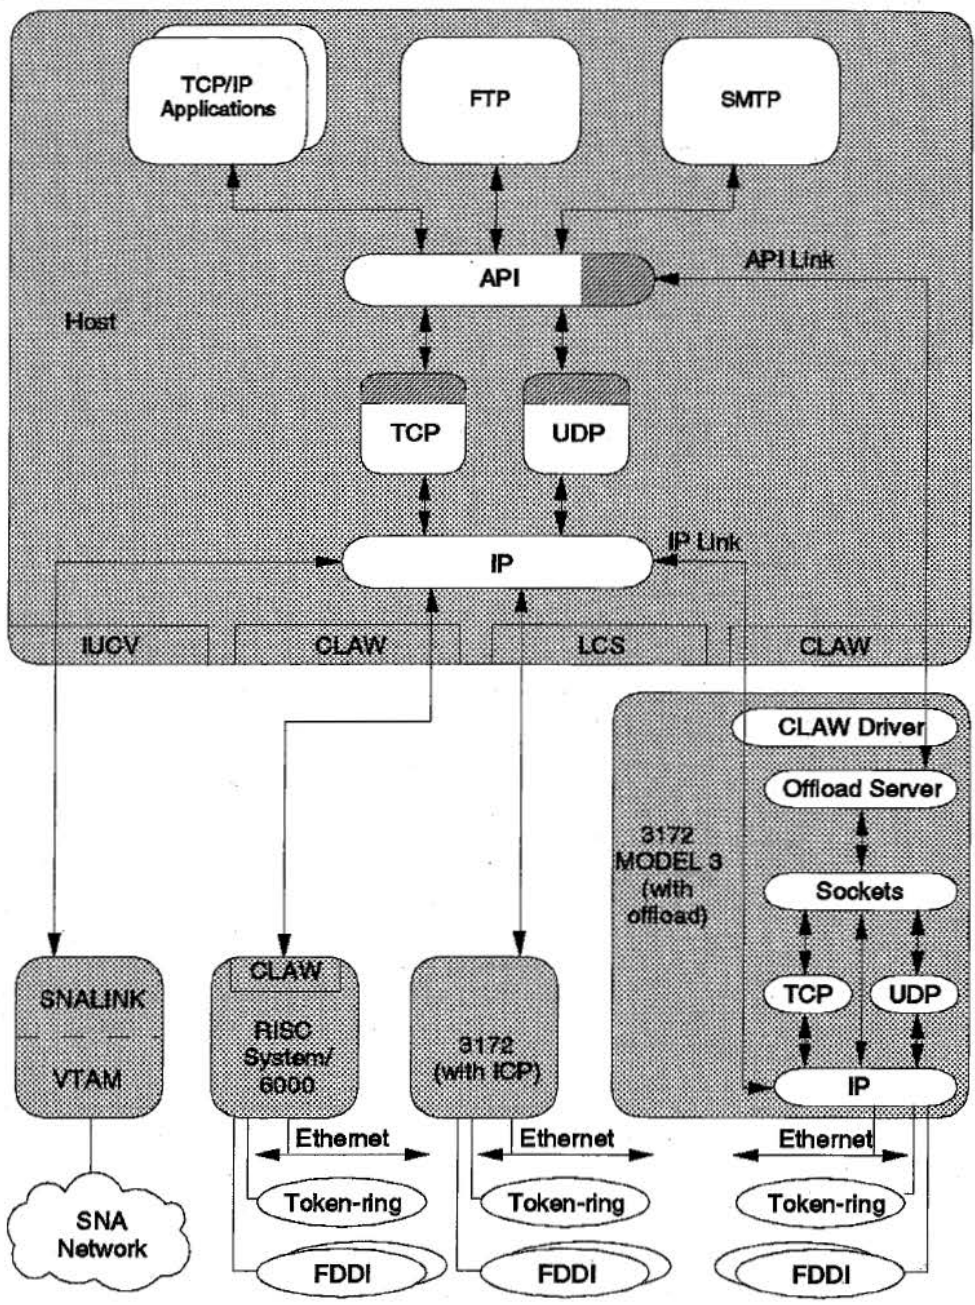 TCP/IP
Applications
FTP
SMTP
API
API Link
Host
TCP
UDP
IP
IP Link
IUCV
CLAW
LCS
CLAW
CLAW Driver
Offload Server
3172
MODEL 3
(with
offload)
Sockets
TCP
UDP
IP
SNALINK
VTAM
CLAW
RISC
System/
6000
3172
(with ICP)
Ethernet
Ethernet
Ethernet
Token-ring
Token-ring
Token-ring
SNA
Network
FDDI
FDDI
FDDI